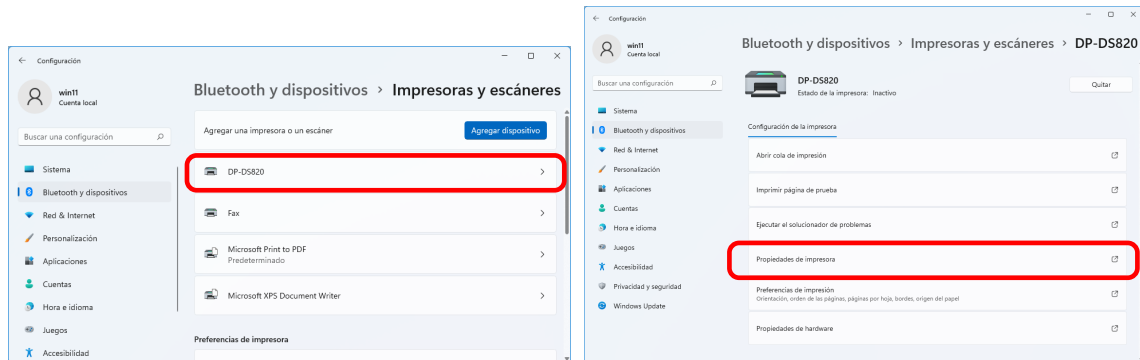 Configuración
win11
Cuenta local
Buscar una configuración
Sistema
Bluetooth y dispositivos
Red & Internet
Personalización
Aplicaciones
Cuentas
Hora e idioma
Juegos
Accesibilidad
Bluetooth y dispositivos > Impresoras y escáneres
Agregar una impresora o un escáner
Agregar dispositivo
DP-DS820
Fax
Microsoft Print to PDF
Predeterminado
Microsoft XPS Document Writer
Preferencias de impresora
Configuración
win11
Cuenta local
Buscar una configuración
Sistema
Bluetooth y dispositivos
Red & Internet
Personalización
Aplicaciones
Cuentas
Hora e idioma
Juegos
Accesibilidad
Privacidad y seguridad
Windows Update
Bluetooth y dispositivos > Impresoras y escáneres > DP-DS820
DP-DS820
Estado de la impresora: Inactivo
Quitar
Configuración de la impresora
Abrir cola de impresión
Imprimir página de prueba
Ejecutar el solucionador de problemas
Propiedades de impresora
Preferencias de impresión
Orientación, orden de las páginas, páginas por hoja, bordes, origen del papel
Propiedades de hardware